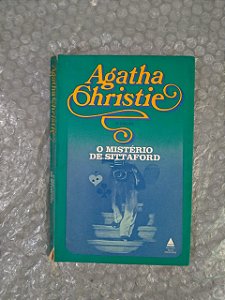 Agatha
Christie
O MISTÉRIO
DE SITTAFORD